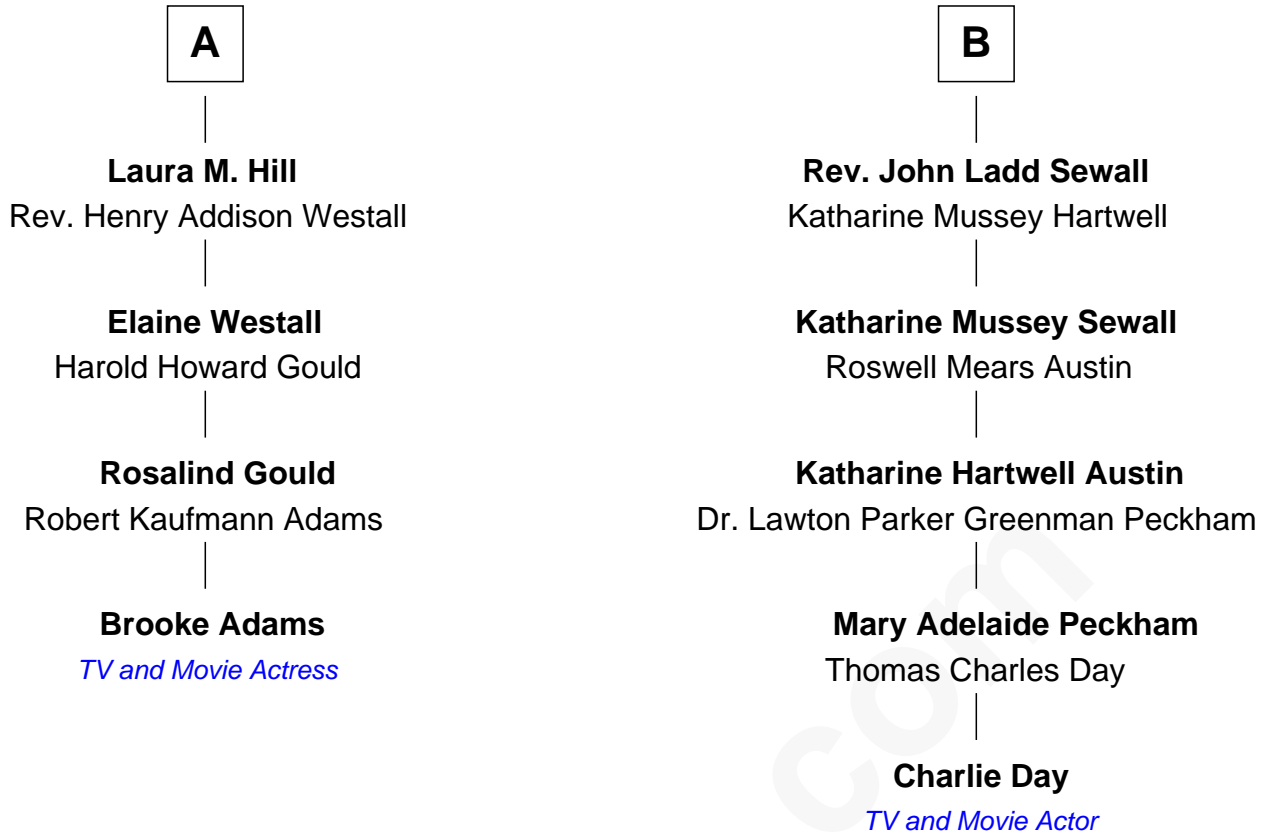 A
Laura M. Hill
Rev. Henry Addison Westall
Elaine Westall
Harold Howard Gould
Rosalind Gould
Robert Kaufmann Adams
Brooke Adams
TV and Movie Actress
B
Rev. John Ladd Sewall
Katharine Mussey Hartwell
Katharine Mussey Sewall
Roswell Mears Austin
Katharine Hartwell Austin
Dr. Lawton Parker Greenman Peckham
Mary Adelaide Peckham
Thomas Charles Day
Charlie Day
TV and Movie Actor
com